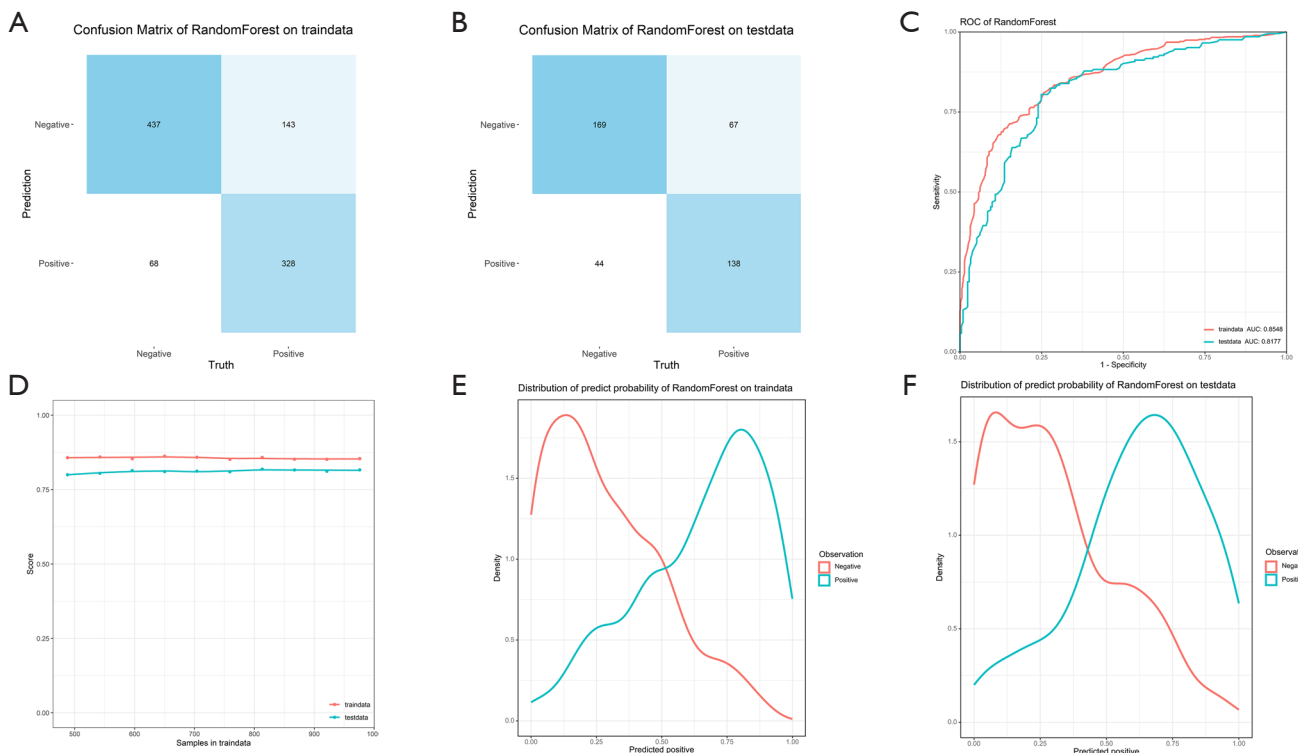 A
Confusion Matrix of RandomForest on traindata
Negative
437
143
Prediction
Positive
68
328
Negative
Positive
Truth
B
Confusion Matrix of RandomForest on testdata
Negative
169
67
Prediction
Positive
44
138
Negative
Positive
Truth
C
ROC of RandomForest
1.00
0.75
0.50
0.25
0.00
Sensitivity
traindata AUC: 0.8548
testdata AUC: 0.8177
0.00
0.25
0.50
0.75
1.00
1 - Specificity
D
1.00
0.75
0.50
0.25
0.00
Score
traindata
testdata
500
600
700
800
900
100
Samples in traindata
E
Distribution of predict probability of RandomForest on traindata
1.5
1.0
0.5
0.0
Density
Observation
Negative
Positive
0.00
0.25
0.50
0.75
1.00
Predicted positive
F
Distribution of predict probability of RandomForest on testdata
1.5
1.0
0.5
0.0
Density
Observat
Nega
Positi
0.00
0.25
0.50
0.75
1.00
Predicted positive